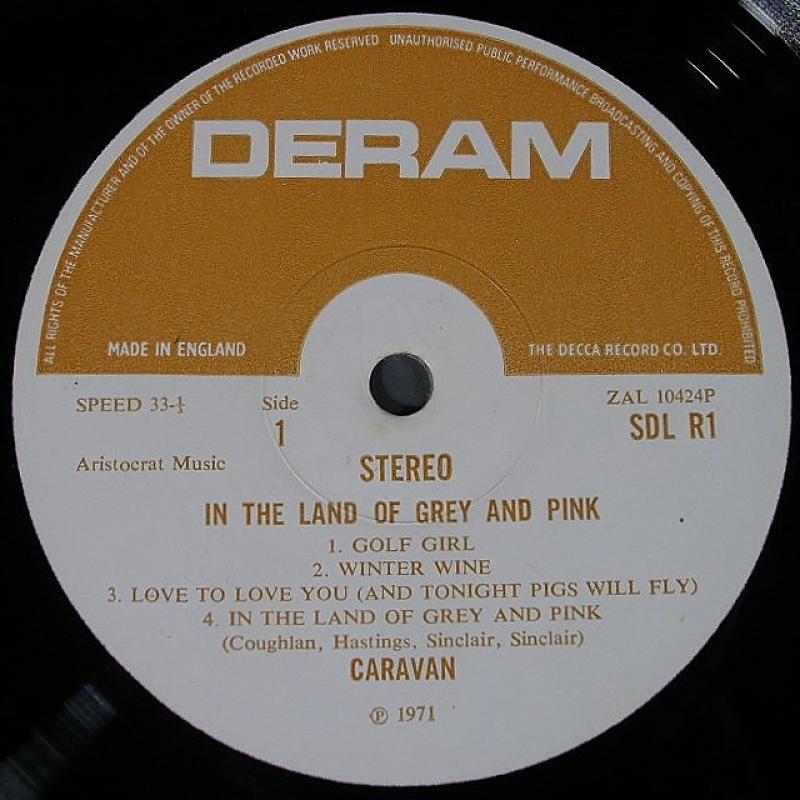 ALL RIGHTS OF THE MANUFACTURER AND OF THE OWNER OF THE RECORDED WORK RESERVED UNAUTHORISED PUBLIC PERFORMANCE BROADCASTING AND COPYING OF THIS RECORD PROHIBITED
DERAM
MADE IN ENGLAND
THE DECCA RECORD CO. LTD.
SPEED 33-⅓
Side
1
ZAL 10424P
SDL R1
Aristocrat Music
STEREO
IN THE LAND OF GREY AND PINK
1. GOLF GIRL
2. WINTER WINE
3. LOVE TO LOVE YOU (AND TONIGHT PIGS WILL FLY)
4. IN THE LAND OF GREY AND PINK
(Coughlan, Hastings, Sinclair, Sinclair)
CARAVAN
℗ 1971